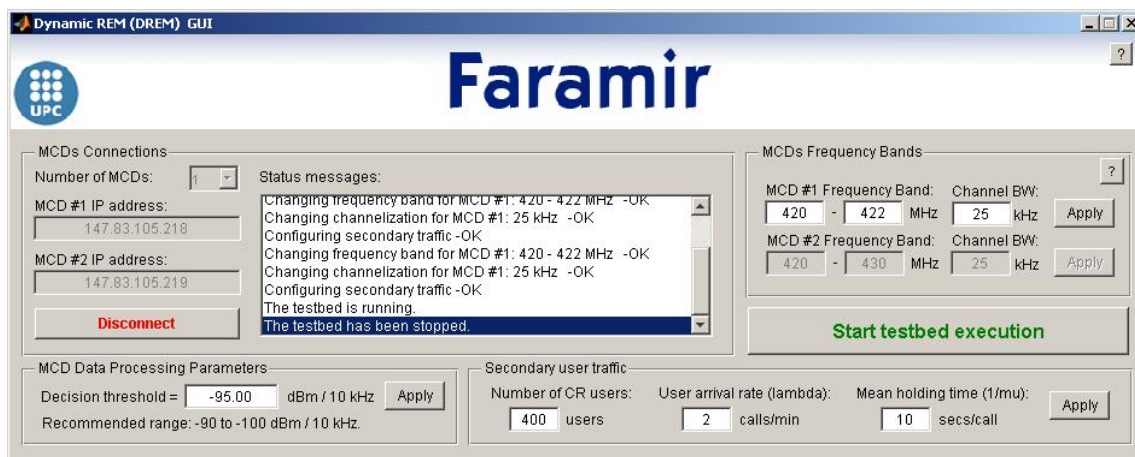 Dynamic REM (DREM) GUI
Faramir
?
UPC
MCDs Connections
Number of MCDs: 1
MCD #1 IP address:
147.83.105.218
MCD #2 IP address:
147.83.105.219
Disconnect
Status messages:
Changing frequency band for MCD #1: 420 - 422 MHz -OK
Changing channelization for MCD #1: 25 kHz -OK
Configuring secondary traffic -OK
Changing frequency band for MCD #1: 420 - 422 MHz -OK
Changing channelization for MCD #1: 25 kHz -OK
Configuring secondary traffic -OK
The testbed is running.
The testbed has been stopped.
MCDs Frequency Bands
?
MCD #1 Frequency Band: Channel BW:
420 - 422 MHz 25 kHz Apply
MCD #2 Frequency Band: Channel BW:
420 - 430 MHz 25 kHz Apply
Start testbed execution
MCD Data Processing Parameters
Decision threshold = -95.00 dBm / 10 kHz Apply
Recommended range: -90 to -100 dBm / 10 kHz.
Secondary user traffic
Number of CR users: User arrival rate (lambda): Mean holding time (1/mu):
400 users 2 calls/min 10 secs/call Apply